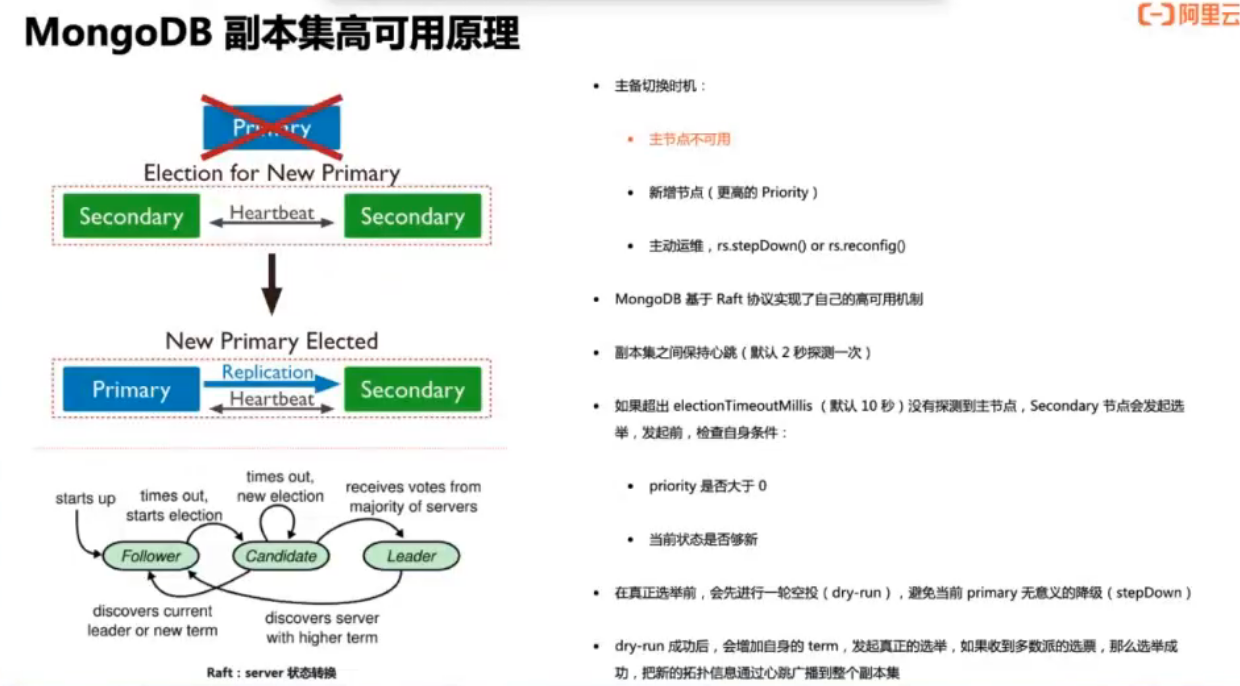 MongoDB 副本集高可用原理
阿里云
Primary
Election for New Primary
Secondary
Heartbeat
Secondary
New Primary Elected
Primary
Replication
Heartbeat
Secondary
starts up
times out,
starts election
times out,
new election
receives votes from
majority of servers
Follower
Candidate
Leader
discovers current
leader or new term
discovers server
with higher term
Raft：server 状态转换
• 主备切换时机：
• 主节点不可用
• 新增节点（更高的 Priority）
• 主动运维，rs.stepDown() or rs.reconfig()
• MongoDB 基于 Raft 协议实现了自己的高可用机制
• 副本集之间保持心跳（默认 2 秒探测一次）
• 如果超出 electionTimeoutMillis （默认 10 秒）没有探测到主节点，Secondary 节点会发起选
举，发起前，检查自身条件：
• priority 是否大于 0
• 当前状态是否够新
• 在真正选举前，会先进行一轮空投（dry-run），避免当前 primary 无意义的降级（stepDown）
• dry-run 成功后，会增加自身的 term，发起真正的选举，如果收到多数派的选票，那么选举成
功，把新的拓扑信息通过心跳广播到整个副本集